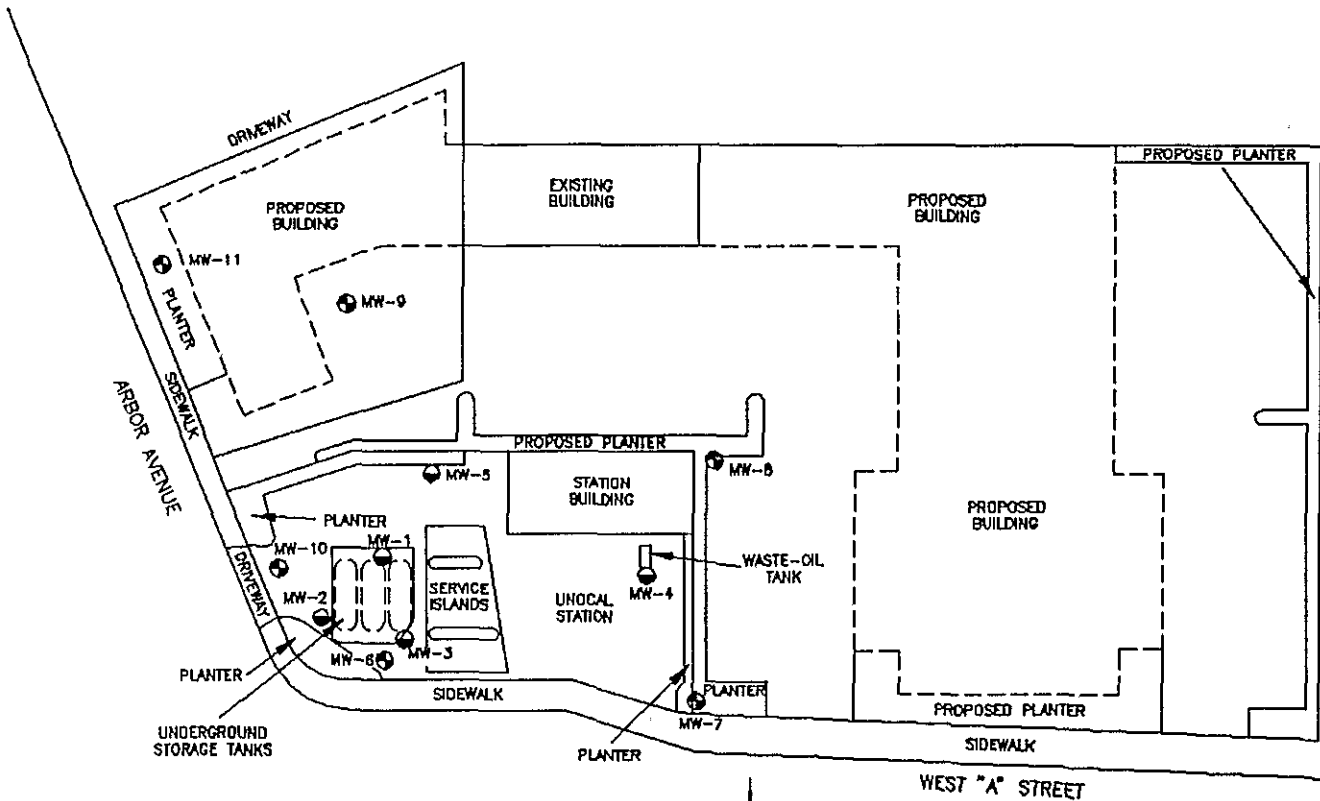 DRIVEWAY
PROPOSED PLANTER
EXISTING
BUILDING
PROPOSED
BUILDING
PROPOSED
BUILDING
MW-11
PLANTER
MW-9
SIDEWALK
ARBOR AVENUE
PROPOSED PLANTER
MW-5
MW-8
STATION
BUILDING
PROPOSED
BUILDING
PLANTER
MW-10
MW-1
DRIVEWAY
WASTE-OIL
TANK
MW-4
SERVICE
ISLANDS
UNOCAL
STATION
MW-2
MW-3
MW-6
PLANTER
SIDEWALK
PLANTER
PROPOSED PLANTER
MW-7
UNDERGROUND
STORAGE TANKS
PLANTER
SIDEWALK
WEST "A" STREET